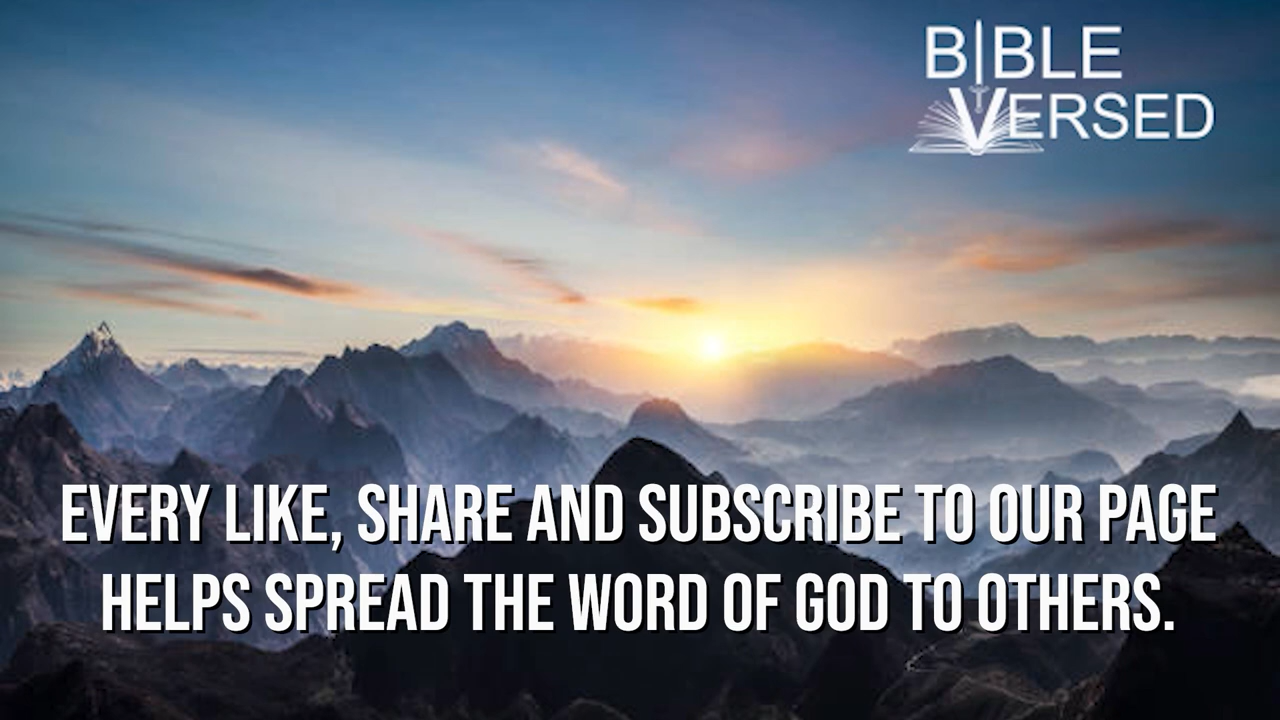 BIBLE
VERSED
EVERY LIKE, SHARE AND SUBSCRIBE TO OUR PAGE
HELPS SPREAD THE WORD OF GOD TO OTHERS.